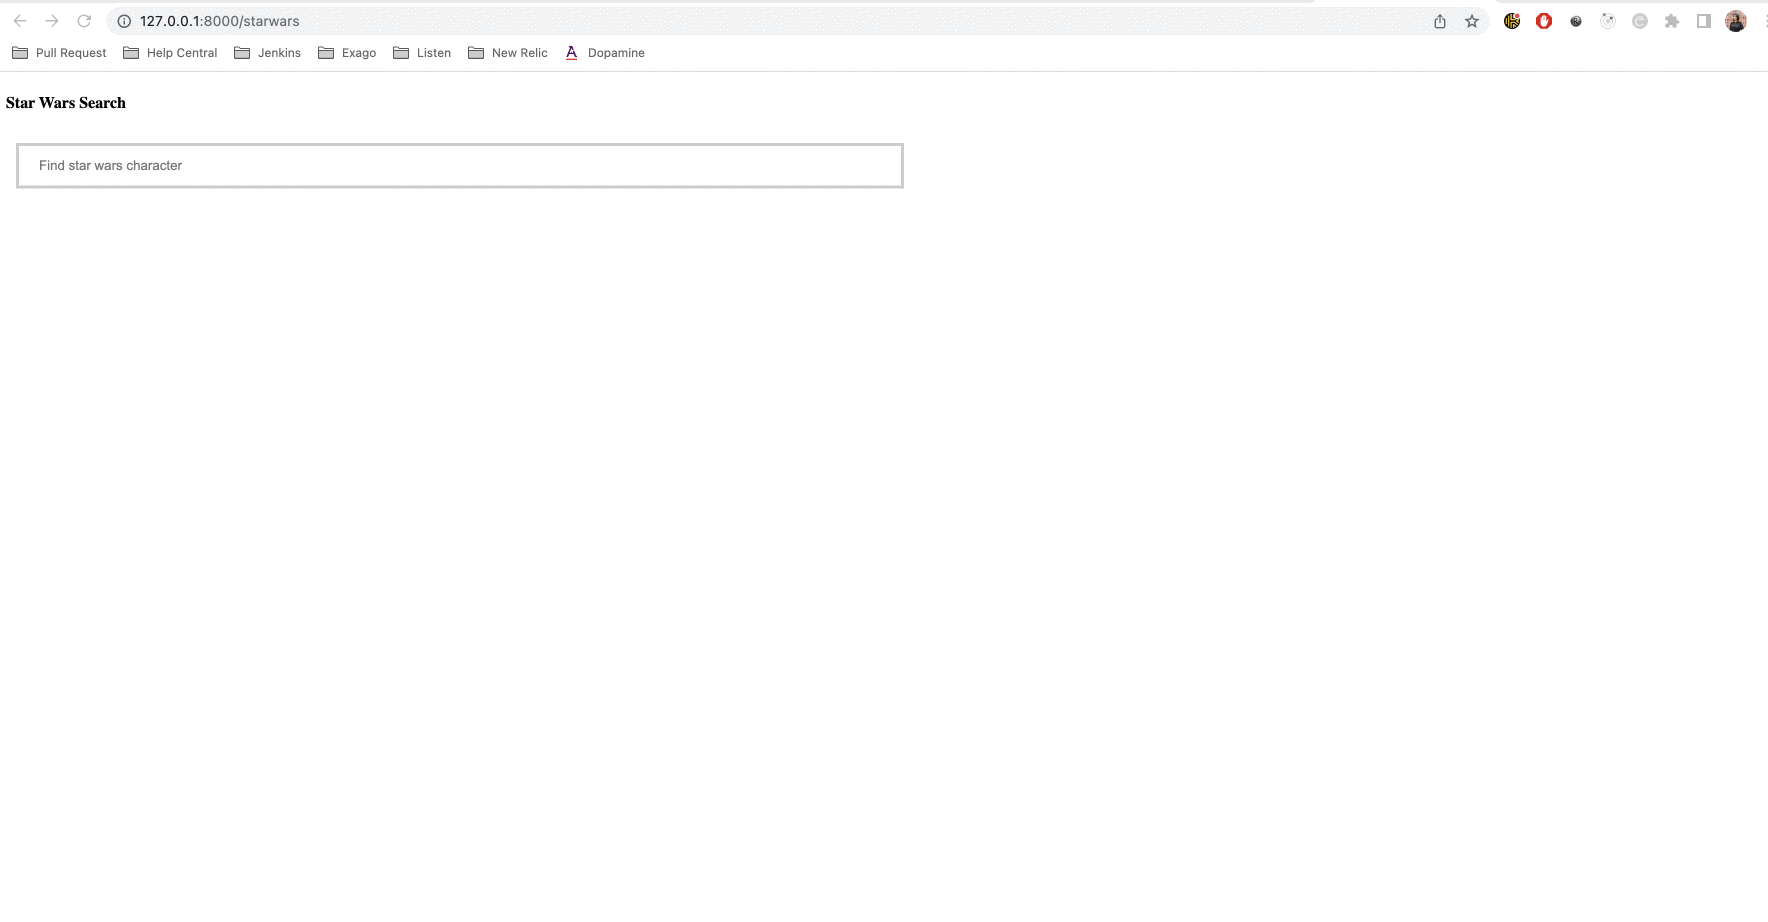 127.0.0.1:8000/starwars
Pull Request Help Central Jenkins Exago Listen New Relic A Dopamine
Star Wars Search
Find star wars character